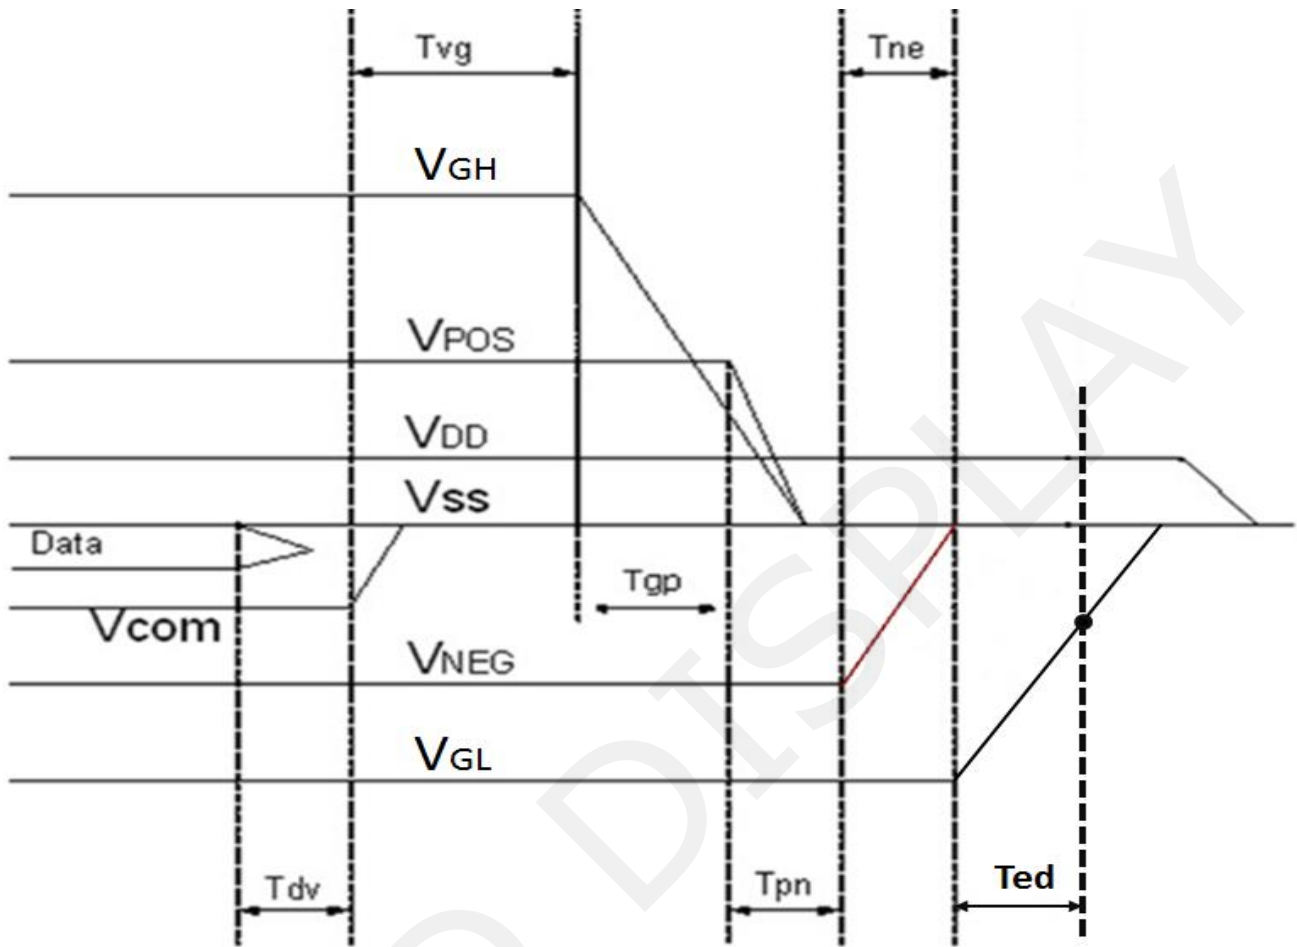 Tvg
Tne
VGH
VPOS
VDD
Vss
Data
Tgp
Vcom
VNEG
VGL
Tdv
Tpn
Ted
DISPLAY